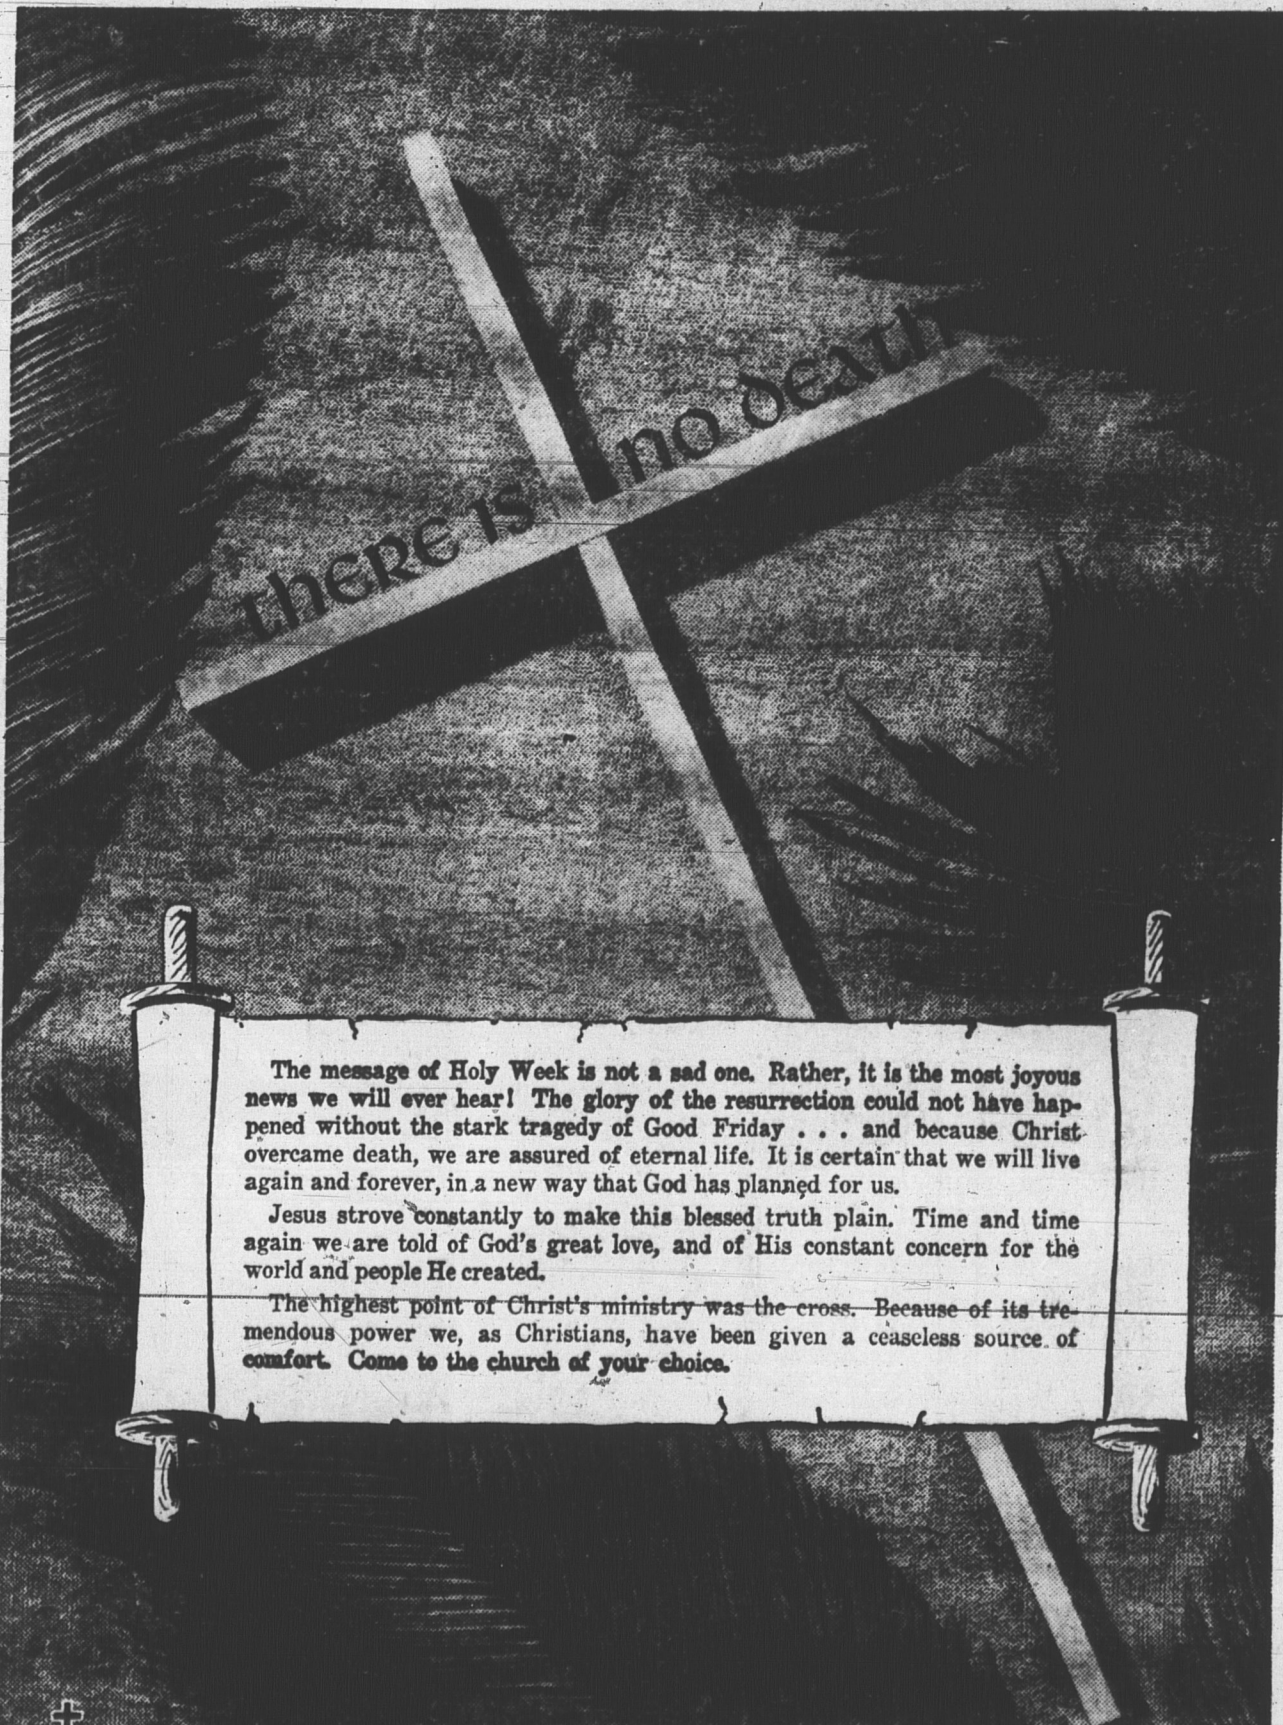 there is no death
The message of Holy Week is not a sad one. Rather, it is the most joyous
news we will ever hear! The glory of the resurrection could not have hap-
pened without the stark tragedy of Good Friday . . . and because Christ
overcame death, we are assured of eternal life. It is certain that we will live
again and forever, in a new way that God has planned for us.
Jesus strove constantly to make this blessed truth plain. Time and time
again we are told of God's great love, and of His constant concern for the
world and people He created.
The highest point of Christ's ministry was the cross. Because of its tre-
mendous power we, as Christians, have been given a ceaseless source of
comfort. Come to the church of your choice.